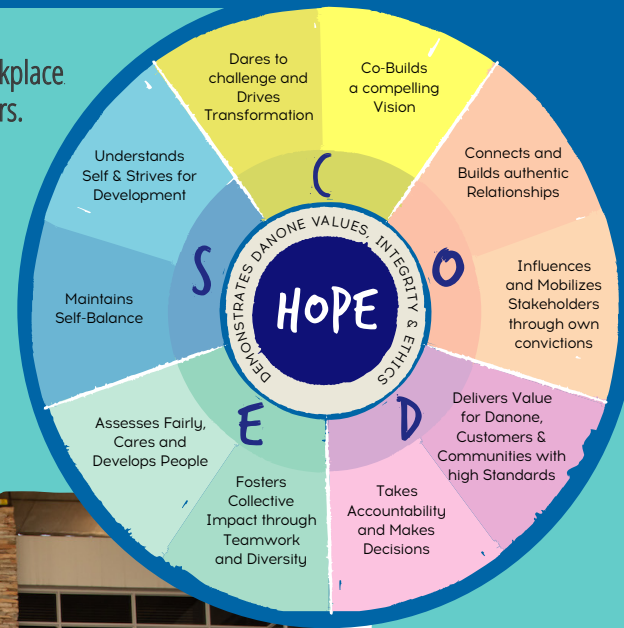 kplace
rs.
Dares to
challenge and
Drives
Transformation
Co-Builds
a compelling
Vision
Understands
Self & Strives for
Development
Connects and
Builds authentic
Relationships
C
S
O
DEMONSTRATES DANONE VALUES, INTEGRITY & ETHICS
HOPE
Maintains
Self-Balance
Influences
and Mobilizes
Stakeholders
through own
convictions
E
D
Assesses Fairly,
Cares and
Develops People
Delivers Value
for Danone,
Customers &
Communities with
high Standards
Fosters
Collective
Impact through
Teamwork
and Diversity
Takes
Accountability
and Makes
Decisions